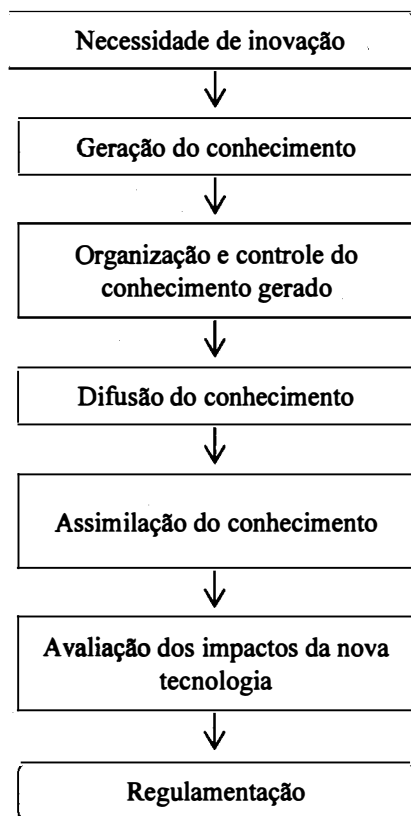 Necessidade de inovação
Geração do conhecimento
Organização e controle do
conhecimento gerado
Difusão do conhecimento
Assimilação do conhecimento
Avaliação dos impactos da nova
tecnologia
Regulamentação